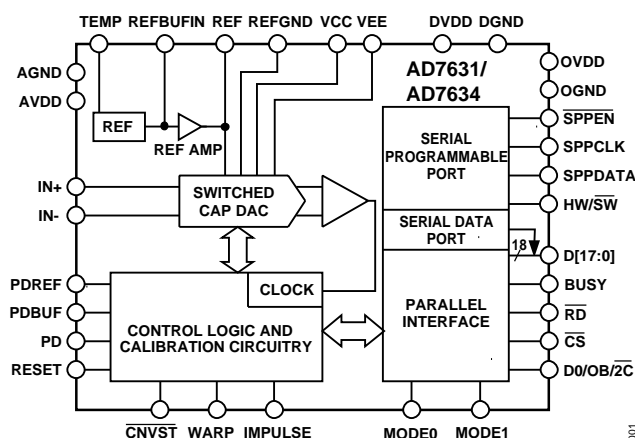 TEMP REFBUFIN REF REFGND VCC VEE DVDD DGND
AGND
AVDD
AD7631/
AD7634
OVDD
OGND
REF
REF AMP
SERIAL
PROGRAMMABLE
PORT
SPPEN
SPPCLK
SPPDATA
HW/SW
IN+
IN-
SWITCHED
CAP DAC
SERIAL DATA
PORT
18
D[17:0]
PDREF
PDBUF
PD
RESET
CLOCK
CONTROL LOGIC AND
CALIBRATION CIRCUITRY
PARALLEL
INTERFACE
BUSY
RD
CS
D0/OB/2C
CNVST WARP IMPULSE MODE0 MODE1
001